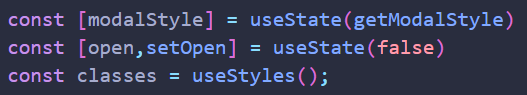 const [modalStyle] = useState(getModalStyle)
const [open,setOpen] = useState(false)
const classes = useStyles();